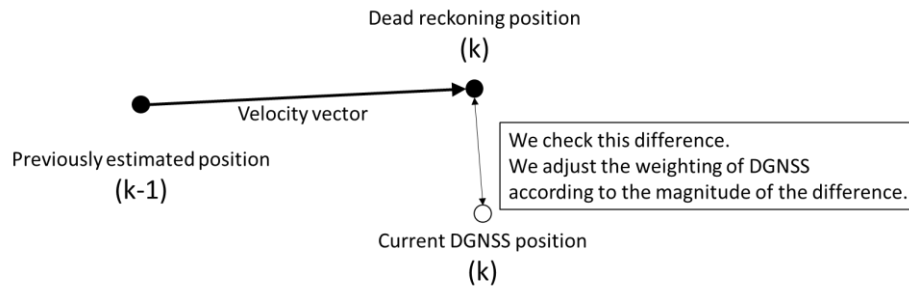 Dead reckoning position
(k)
Velocity vector
Previously estimated position
(k-1)
We check this difference.
We adjust the weighting of DGNSS
according to the magnitude of the difference.
Current DGNSS position
(k)